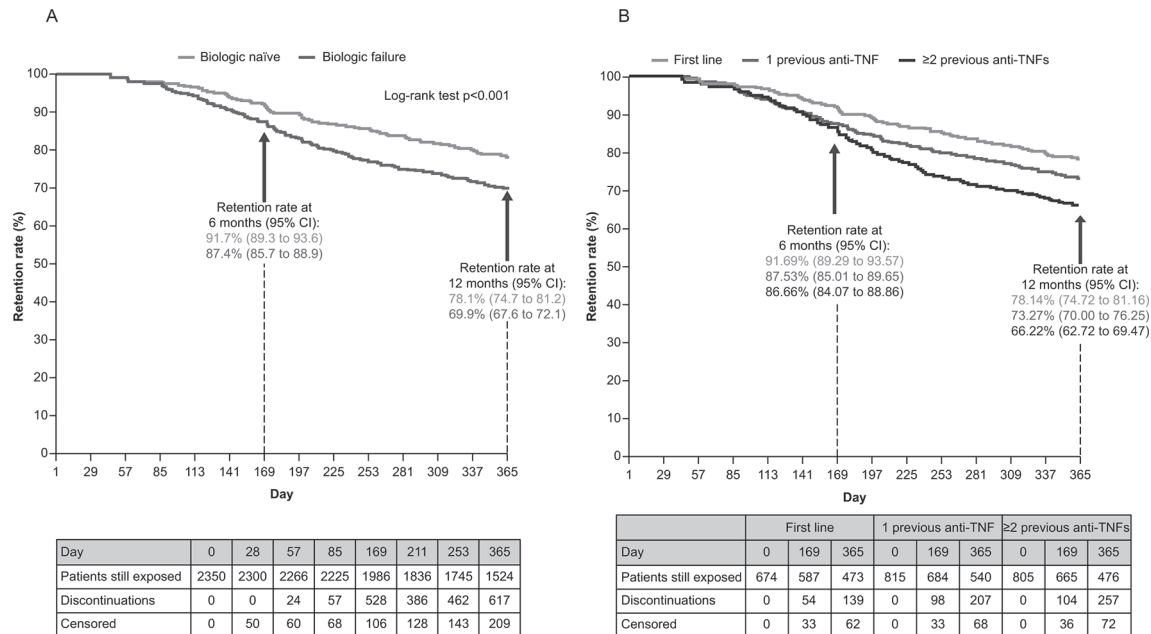 A
Biologic naïve Biologic failure
Log-rank test p<0.001
Retention rate (%)
100
90
80
70
60
50
40
30
20
10
0
Retention rate at
6 months (95% CI):
91.7% (89.3 to 93.6)
87.4% (85.7 to 88.9)
Retention rate at
12 months (95% CI):
78.1% (74.7 to 81.2)
69.9% (67.6 to 72.1)
1 29 57 85 113 141 169 197 225 253 281 309 337 365
Day
Day 0 28 57 85 169 211 253 365
Patients still exposed 2350 2300 2266 2225 1986 1836 1745 1524
Discontinuations 0 0 24 57 528 386 462 617
Censored 0 50 60 68 106 128 143 209
B
First line 1 previous anti-TNF ≥2 previous anti-TNFs
Retention rate (%)
100
90
80
70
60
50
40
30
20
10
0
Retention rate at
6 months (95% CI):
91.69% (89.29 to 93.57)
87.53% (85.01 to 89.65)
86.66% (84.07 to 88.86)
Retention rate at
12 months (95% CI):
78.14% (74.72 to 81.16)
73.27% (70.00 to 76.25)
66.22% (62.72 to 69.47)
1 29 57 85 113 141 169 197 225 253 281 309 337 365
Day
First line 1 previous anti-TNF ≥2 previous anti-TNFs
Day 0 169 365 0 169 365 0 169 365
Patients still exposed 674 587 473 815 684 540 805 665 476
Discontinuations 0 54 139 0 98 207 0 104 257
Censored 0 33 62 0 33 68 0 36 72